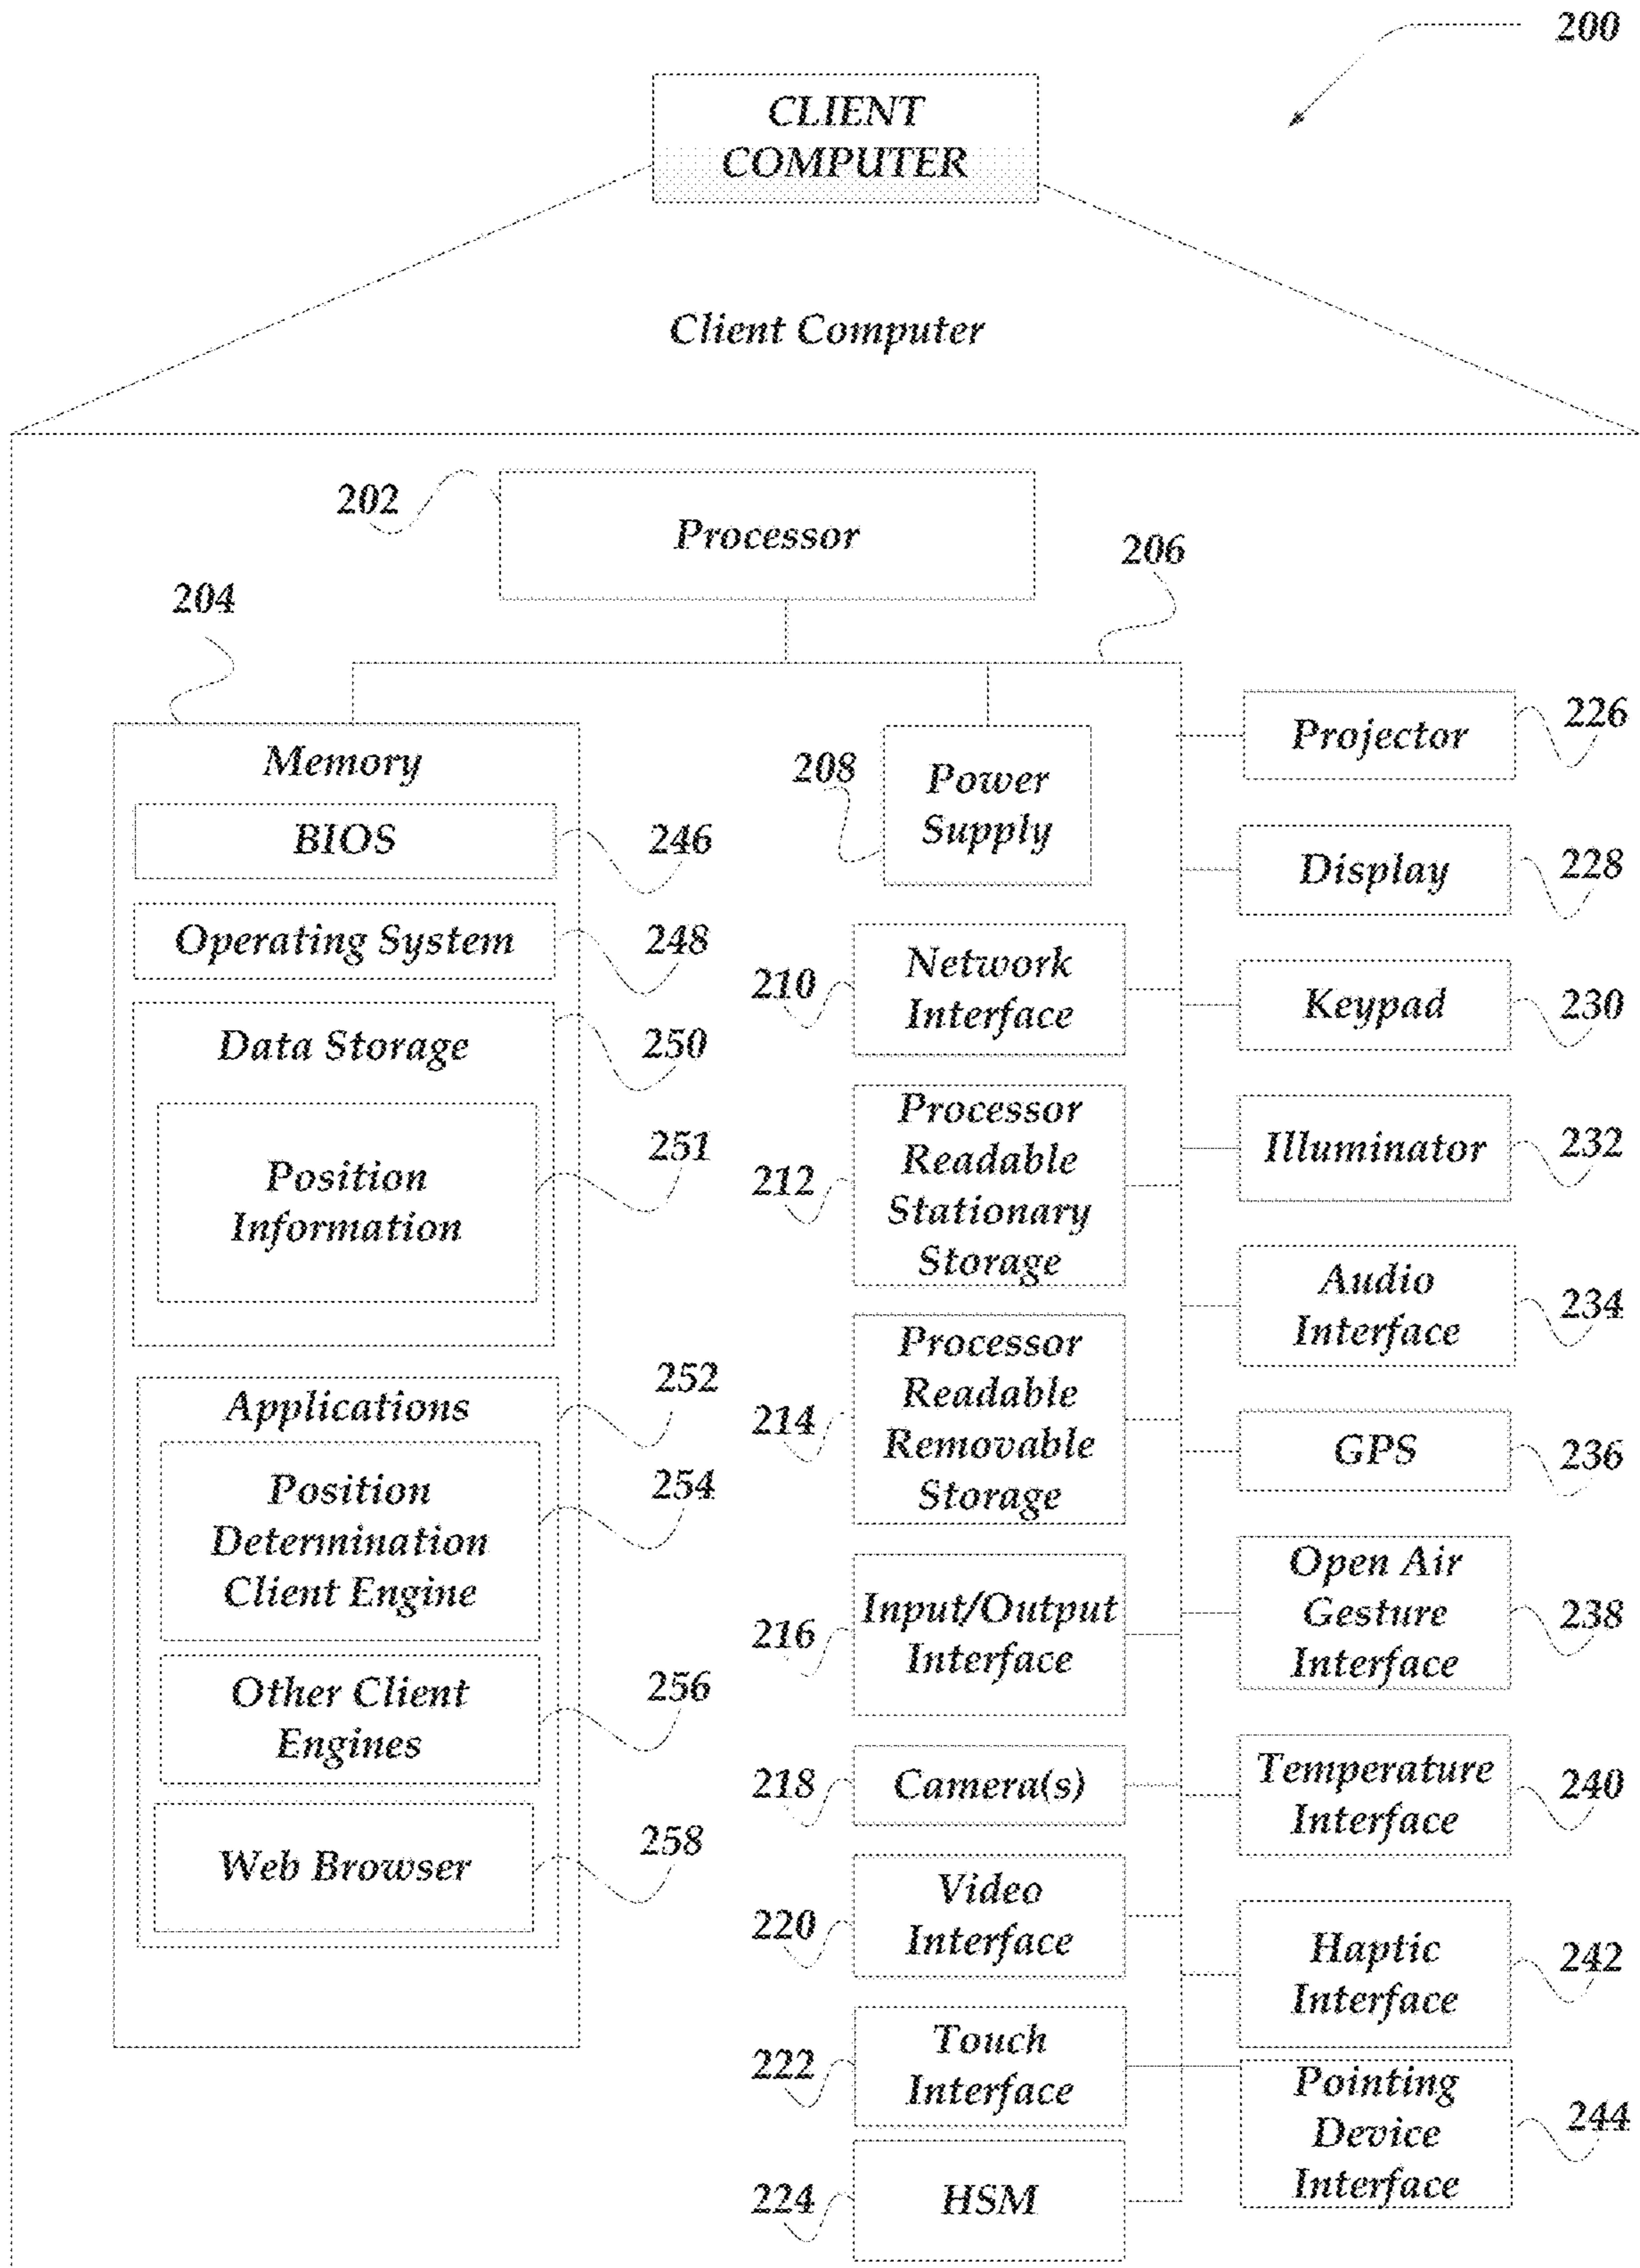 200
CLIENT
COMPUTER
Client Computer
202
Processor
206
204
Memory
BIOS
246
Operating System
248
Data Storage
250
Position
Information
251
Applications
252
Position
Determination
Client Engine
254
Other Client
Engines
256
Web Browser
258
208
Power
Supply
210
Network
Interface
212
Processor
Readable
Stationary
Storage
214
Processor
Readable
Removable
Storage
216
Input/Output
Interface
218
Camera(s)
220
Video
Interface
222
Touch
Interface
224
HSM
Projector
226
Display
228
Keypad
230
Illuminator
232
Audio
Interface
234
GPS
236
Open Air
Gesture
Interface
238
Temperature
Interface
240
Haptic
Interface
242
Pointing
Device
Interface
244